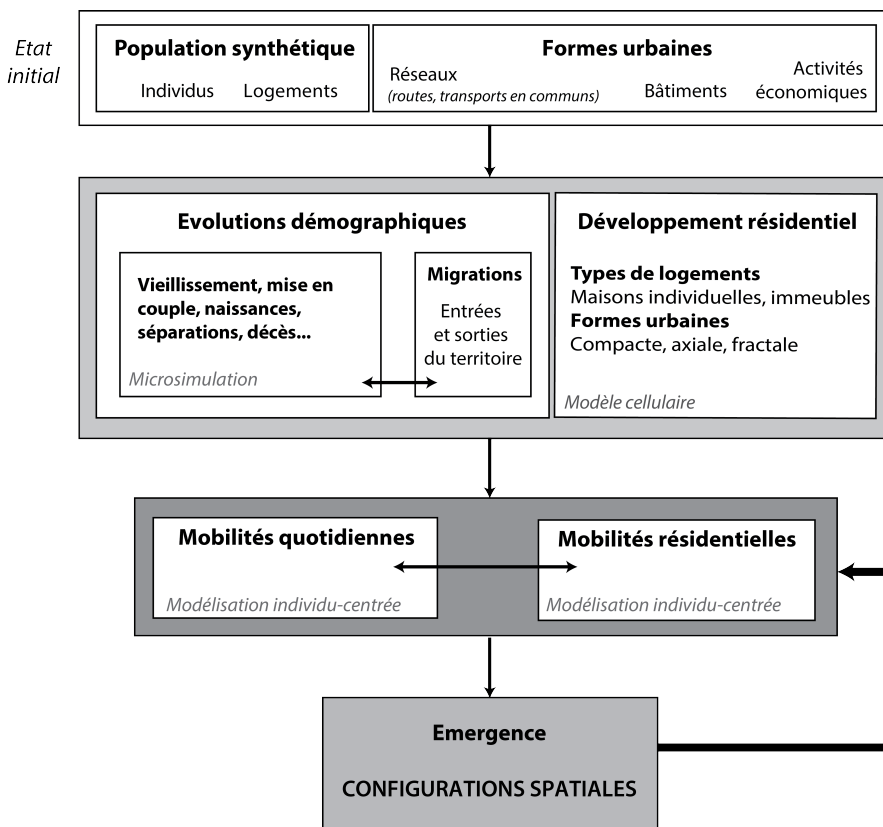 Etat
initial
Population synthétique
Individus
Logements
Formes urbaines
Réseaux
(routes, transports en communs)
Bâtiments
Activités
économiques
Evolutions démographiques
Vieillissement, mise en
couple, naissances,
séparations, décès...
Microsimulation
Migrations
Entrées
et sorties
du territoire
Développement résidentiel
Types de logements
Maisons individuelles, immeubles
Formes urbaines
Compacte, axiale, fractale
Modèle cellulaire
Mobilités quotidiennes
Modélisation individu-centrée
Mobilités résidentielles
Modélisation individu-centrée
Emergence
CONFIGURATIONS SPATIALES